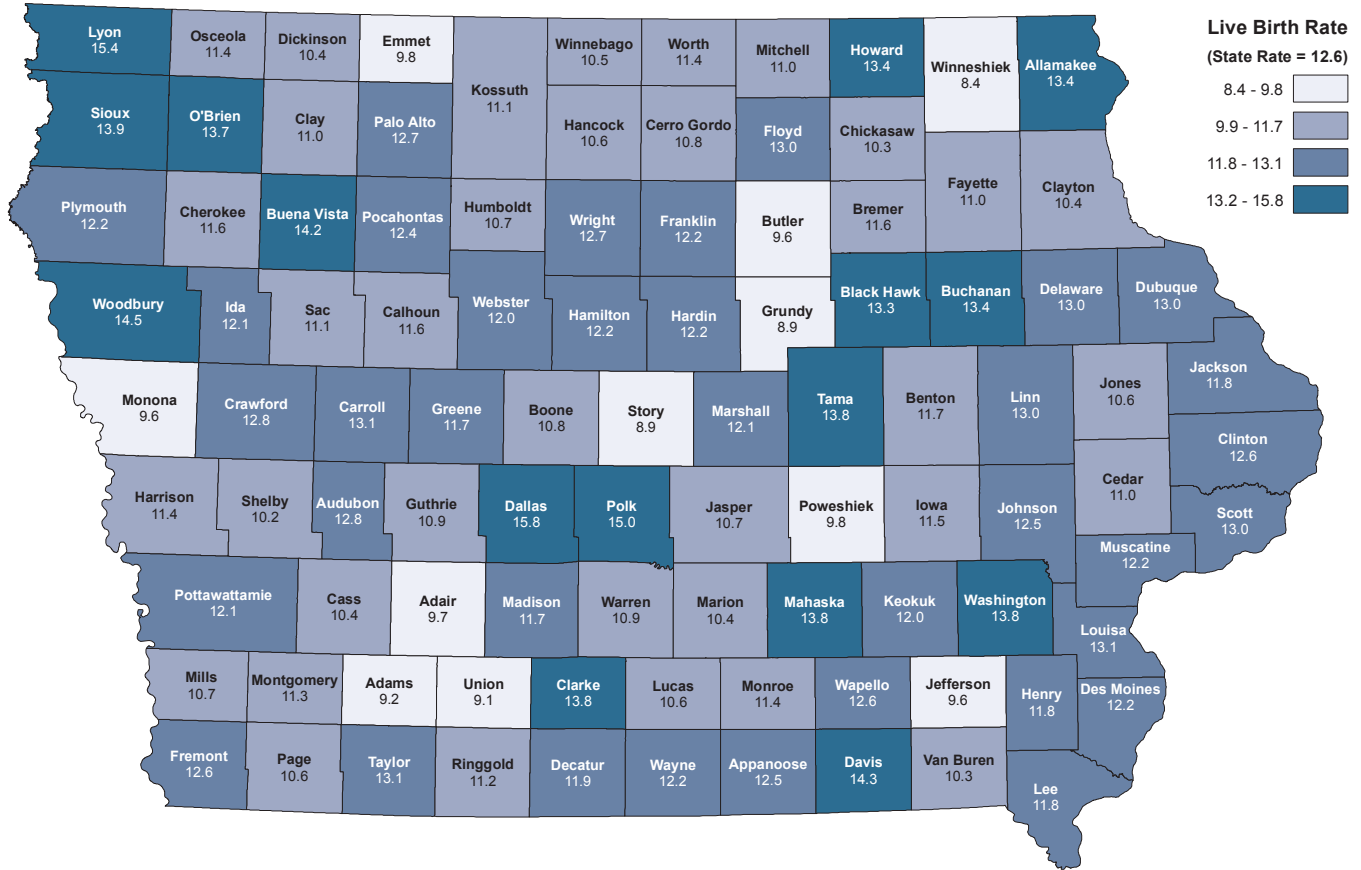 Live Birth Rate
(State Rate = 12.6)
8.4 - 9.8
9.9 - 11.7
11.8 - 13.1
13.2 - 15.8
Lyon
15.4
Osceola
11.4
Dickinson
10.4
Emmet
9.8
Kossuth
11.1
Winnebago
10.5
Worth
11.4
Mitchell
11.0
Howard
13.4
Winneshiek
8.4
Allamakee
13.4
Sioux
13.9
O'Brien
13.7
Clay
11.0
Palo Alto
12.7
Hancock
10.6
Cerro Gordo
10.8
Floyd
13.0
Chickasaw
10.3
Plymouth
12.2
Cherokee
11.6
Buena Vista
14.2
Pocahontas
12.4
Humboldt
10.7
Wright
12.7
Franklin
12.2
Butler
9.6
Bremer
11.6
Fayette
11.0
Clayton
10.4
Woodbury
14.5
Ida
12.1
Sac
11.1
Calhoun
11.6
Webster
12.0
Hamilton
12.2
Hardin
12.2
Grundy
8.9
Black Hawk
13.3
Buchanan
13.4
Delaware
13.0
Dubuque
13.0
Monona
9.6
Crawford
12.8
Carroll
13.1
Greene
11.7
Boone
10.8
Story
8.9
Marshall
12.1
Tama
13.8
Benton
11.7
Linn
13.0
Jones
10.6
Jackson
11.8
Clinton
12.6
Harrison
11.4
Shelby
10.2
Audubon
12.8
Guthrie
10.9
Dallas
15.8
Polk
15.0
Jasper
10.7
Poweshiek
9.8
Iowa
11.5
Johnson
12.5
Cedar
11.0
Scott
13.0
Muscatine
12.2
Pottawattamie
12.1
Cass
10.4
Adair
9.7
Madison
11.7
Warren
10.9
Marion
10.4
Mahaska
13.8
Keokuk
12.0
Washington
13.8
Louisa
13.1
Mills
10.7
Montgomery
11.3
Adams
9.2
Union
9.1
Clarke
13.8
Lucas
10.6
Monroe
11.4
Wapello
12.6
Jefferson
9.6
Henry
11.8
Des Moines
12.2
Fremont
12.6
Page
10.6
Taylor
13.1
Ringgold
11.2
Decatur
11.9
Wayne
12.2
Appanoose
12.5
Davis
14.3
Van Buren
10.3
Lee
11.8